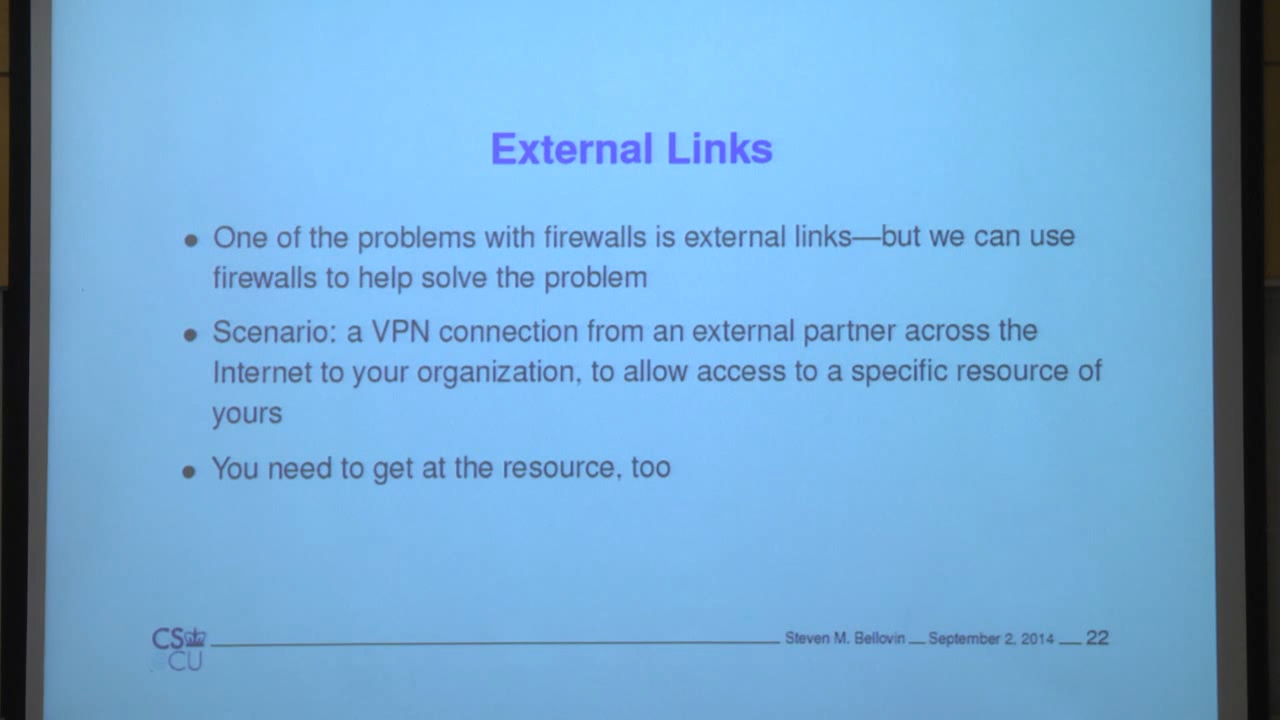 External Links
• One of the problems with firewalls is external links—but we can use
firewalls to help solve the problem
• Scenario: a VPN connection from an external partner across the
Internet to your organization, to allow access to a specific resource of
yours
• You need to get at the resource, too
CS
@CU
Steven M. Bellovin __ September 2, 2014 __ 22